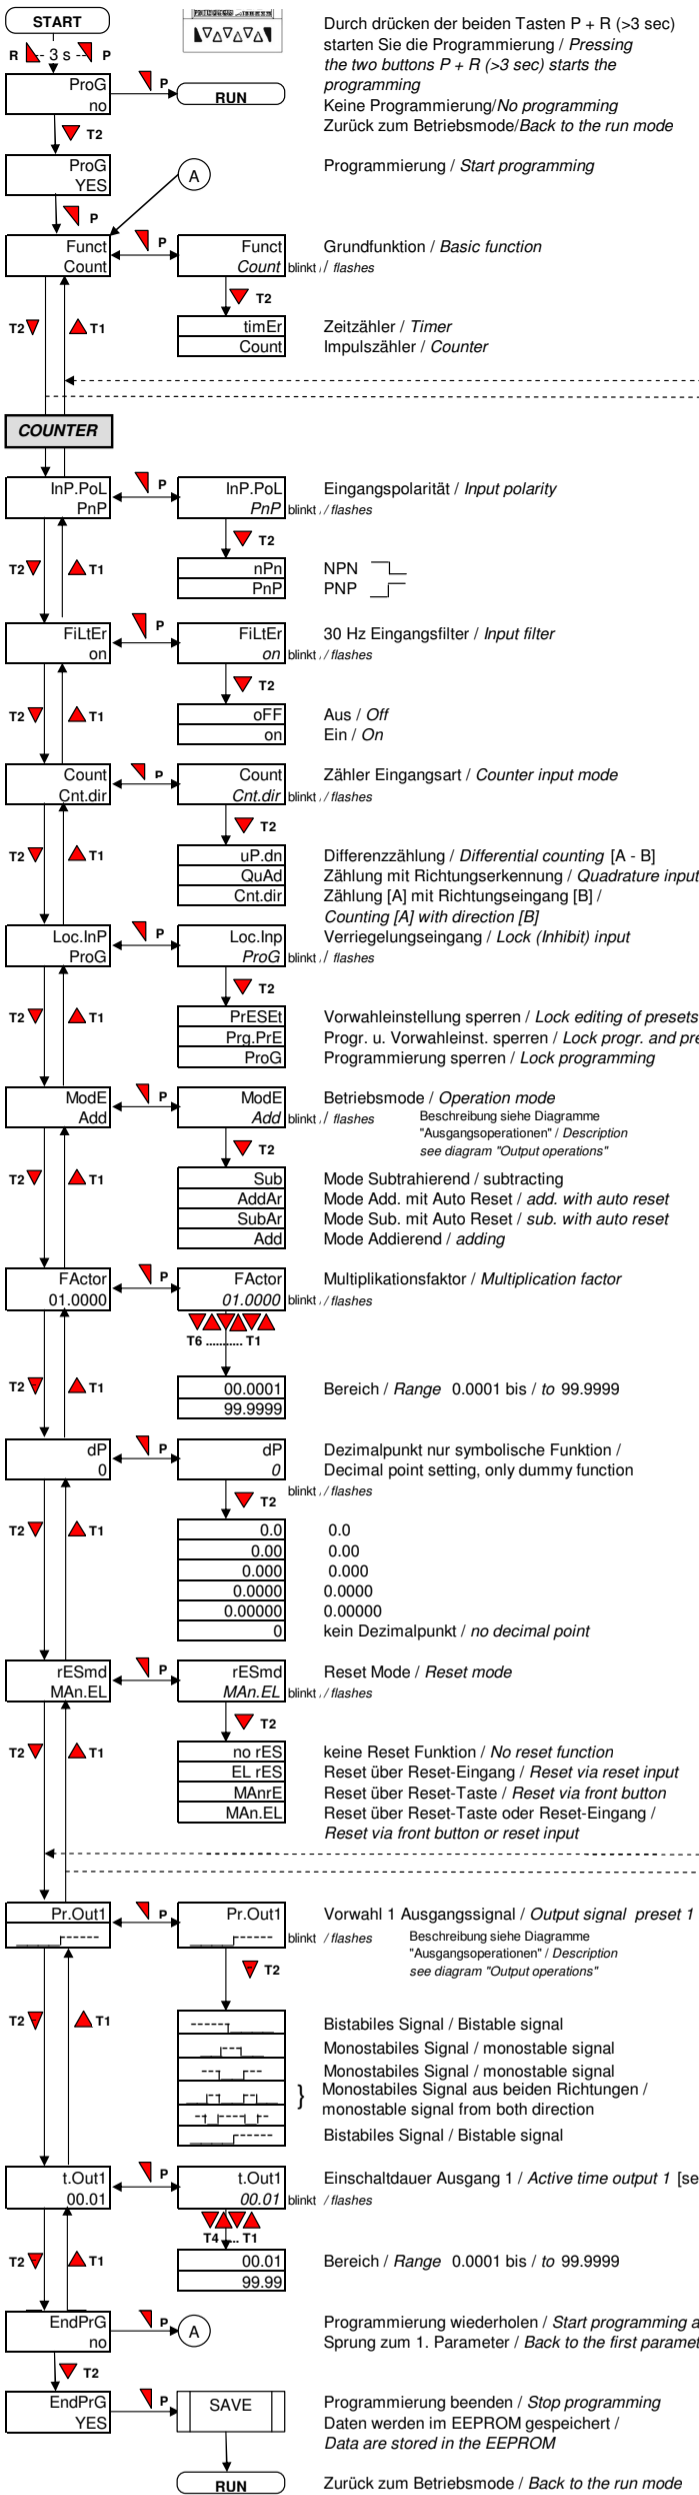 START
Durch drücken der beiden Tasten P + R (>3 sec)
starten Sie die Programmierung / Pressing
the two buttons P + R (>3 sec) starts the
programming
R -- 3 s -- P
ProG
no
P
RUN
Keine Programmierung/No programming
Zurück zum Betriebsmode/Back to the run mode
T2
ProG
YES
A
Programmierung / Start programming
P
Funct
Count
P
Funct
Count blinkt / flashes
Grundfunktion / Basic function
T2
T2 T1
timEr
Count
Zeitzähler / Timer
Impulszähler / Counter
COUNTER
InP.PoL
PnP
P
InP.PoL
PnP blinkt / flashes
Eingangspolarität / Input polarity
T2
T2 T1
nPn
PnP
NPN
PNP
FiLtEr
on
P
FiLtEr
on blinkt / flashes
30 Hz Eingangsfilter / Input filter
T2
T2 T1
oFF
on
Aus / Off
Ein / On
Count
Cnt.dir
P
Count
Cnt.dir blinkt / flashes
Zähler Eingangsart / Counter input mode
T2
T2 T1
uP.dn
QuAd
Cnt.dir
Differenzzählung / Differential counting [A - B]
Zählung mit Richtungserkennung / Quadrature input
Zählung [A] mit Richtungseingang [B] /
Counting [A] with direction [B]
Loc.InP
ProG
P
Loc.Inp
ProG blinkt / flashes
Verriegelungseingang / Lock (Inhibit) input
T2
T2 T1
PrESEt
Prg.PrE
ProG
Vorwahleinstellung sperren / Lock editing of presets
Progr. u. Vorwahleinst. sperren / Lock progr. and pre
Programmierung sperren / Lock programming
ModE
Add
P
ModE
Add blinkt / flashes
Betriebsmode / Operation mode
Beschreibung siehe Diagramme
"Ausgangsoperationen" / Description
see diagram "Output operations"
T2
T2 T1
Sub
AddAr
SubAr
Add
Mode Subtrahierend / subtracting
Mode Add. mit Auto Reset / add. with auto reset
Mode Sub. mit Auto Reset / sub. with auto reset
Mode Addierend / adding
FActor
01.0000
P
FActor
01.0000 blinkt / flashes
Multiplikationsfaktor / Multiplication factor
T6 ........... T1
T2 T1
00.0001
99.9999
Bereich / Range 0.0001 bis / to 99.9999
dP
0
P
dP
0
blinkt / flashes
Dezimalpunkt nur symbolische Funktion /
Decimal point setting, only dummy function
T2
T2 T1
0.0
0.00
0.000
0.0000
0.00000
0
0.0
0.00
0.000
0.0000
0.00000
kein Dezimalpunkt / no decimal point
rESmd
MAn.EL
P
rESmd
MAn.EL blinkt / flashes
Reset Mode / Reset mode
T2
T2 T1
no rES
EL rES
MAnrE
MAn.EL
keine Reset Funktion / No reset function
Reset über Reset-Eingang / Reset via reset input
Reset über Reset-Taste / Reset via front button
Reset über Reset-Taste oder Reset-Eingang /
Reset via front button or reset input
Pr.Out1
P
Pr.Out1
blinkt / flashes
Vorwahl 1 Ausgangssignal / Output signal preset 1
Beschreibung siehe Diagramme
"Ausgangsoperationen" / Description
see diagram "Output operations"
T2
T2 T1
Bistabiles Signal / Bistable signal
Monostabiles Signal / monostable signal
Monostabiles Signal / monostable signal
} Monostabiles Signal aus beiden Richtungen /
monostable signal from both direction
Bistabiles Signal / Bistable signal
t.Out1
00.01
P
t.Out1
00.01 blinkt / flashes
Einschaltdauer Ausgang 1 / Active time output 1 [se
T4 .... T1
T2 T1
00.01
99.99
Bereich / Range 0.0001 bis / to 99.9999
EndPrG
no
P
A
Programmierung wiederholen / Start programming a
Sprung zum 1. Parameter / Back to the first paramet
T2
EndPrG
YES
P
SAVE
Programmierung beenden / Stop programming
Daten werden im EEPROM gespeichert /
Data are stored in the EEPROM
RUN
Zurück zum Betriebsmode / Back to the run mode